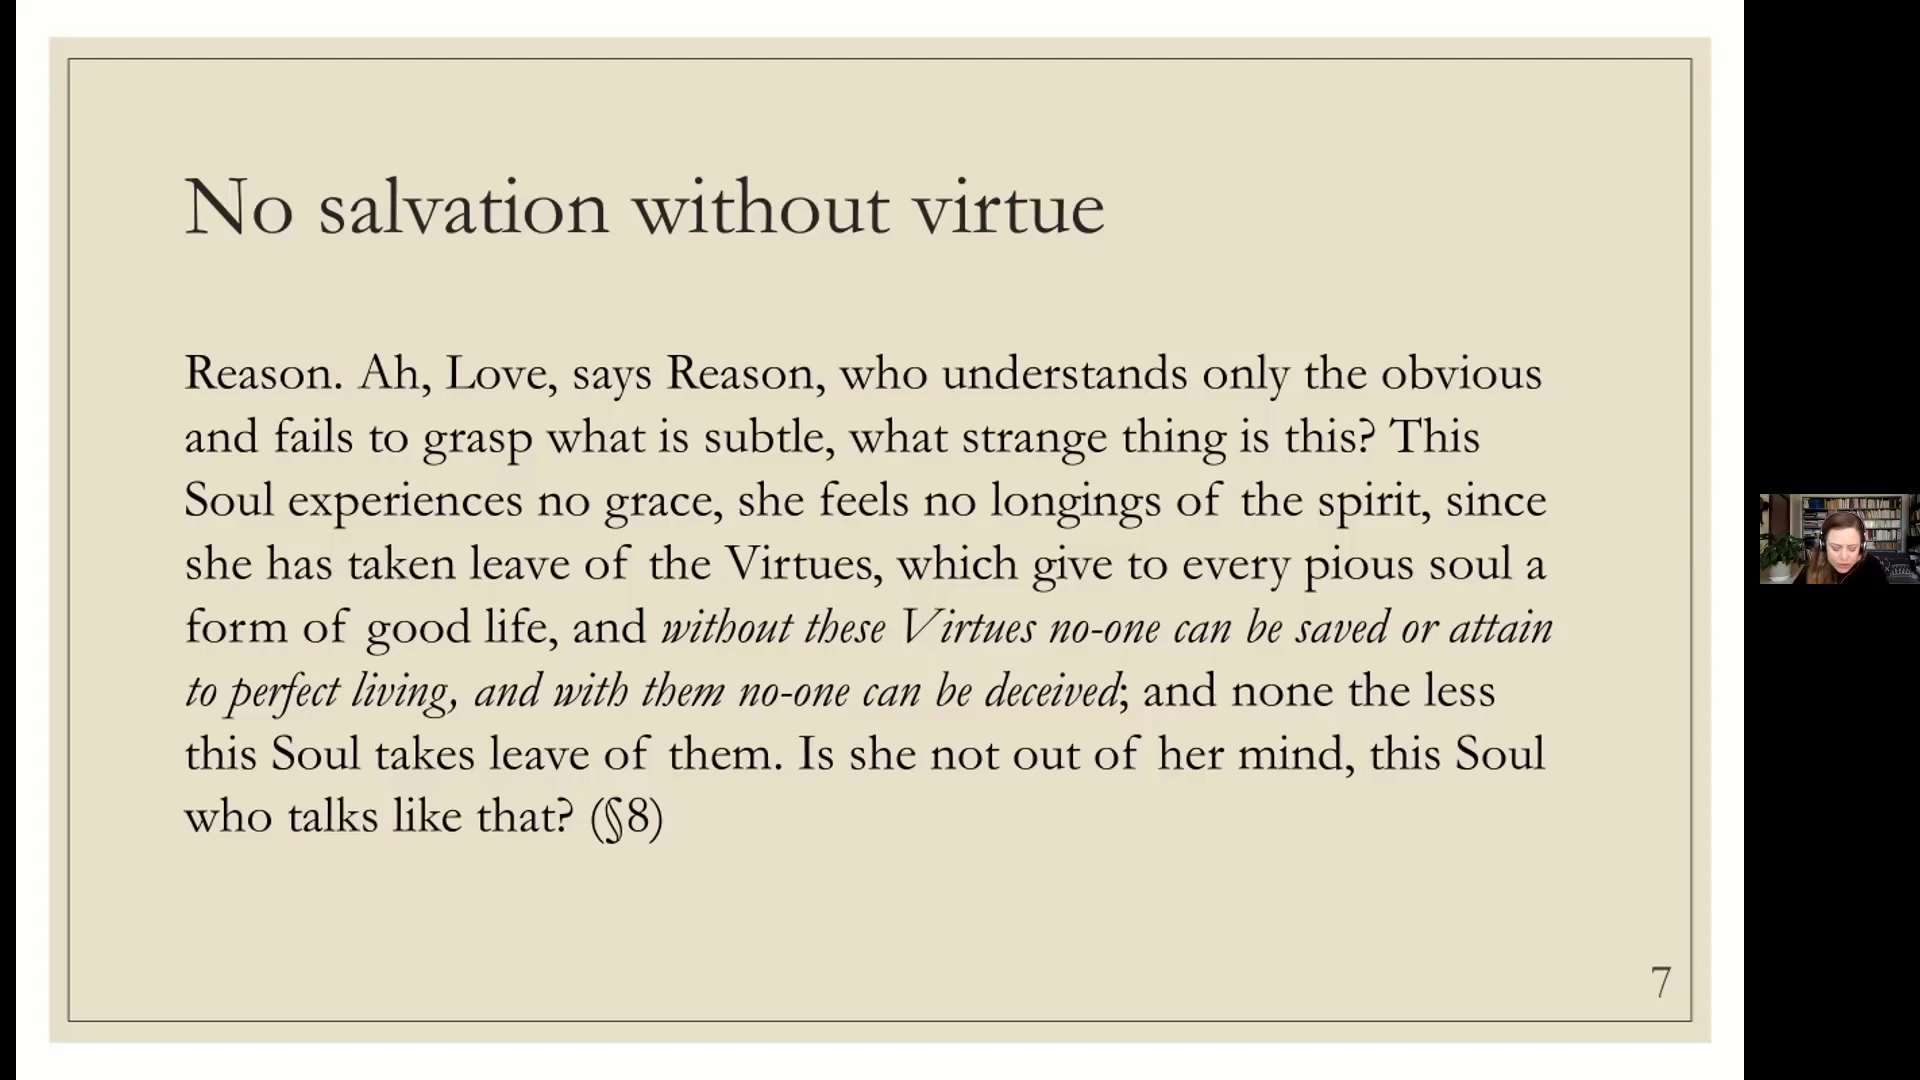 No salvation without virtue
Reason. Ah, Love, says Reason, who understands only the obvious
and fails to grasp what is subtle, what strange thing is this? This
Soul experiences no grace, she feels no longings of the spirit, since
she has taken leave of the Virtues, which give to every pious soul a
form of good life, and without these Virtues no-one can be saved or attain
to perfect living, and with them no-one can be deceived; and none the less
this Soul takes leave of them. Is she not out of her mind, this Soul
who talks like that? (§8)
7